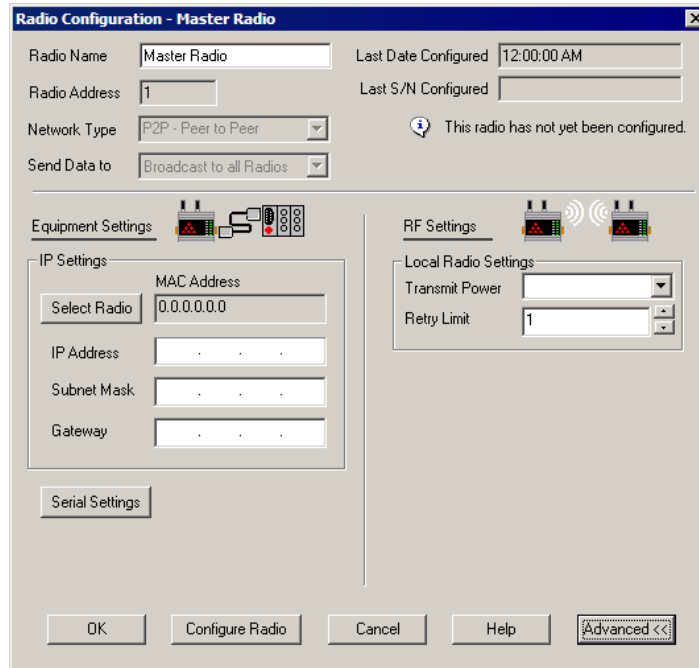 Radio Configuration - Master Radio
Radio Name Master Radio Last Date Configured 12:00:00 AM
Radio Address 1 Last S/N Configured
Network Type P2P - Peer to Peer This radio has not yet been configured.
Send Data to Broadcast to all Radios
Equipment Settings RF Settings
IP Settings Local Radio Settings
MAC Address Transmit Power
Select Radio 0.0.0.0.0.0
Retry Limit 1
IP Address . . .
Subnet Mask . . .
Gateway . . .
Serial Settings
OK Configure Radio Cancel Help Advanced <<